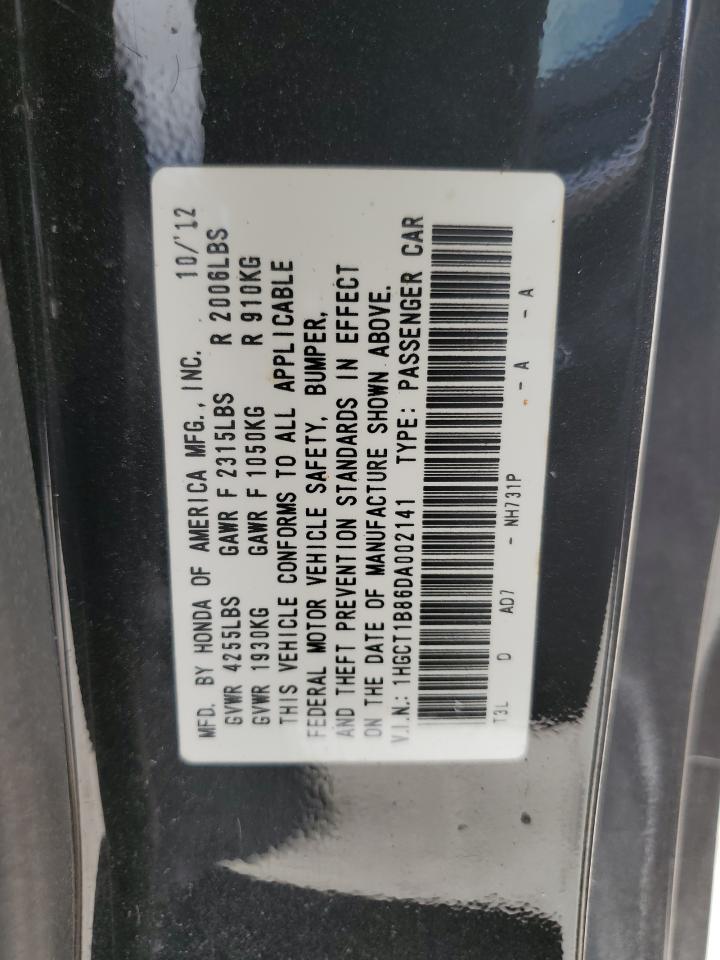 MFD. BY HONDA OF AMERICA MFG., INC. 10/'12
GVWR 4255LBS GAWR F 2315LBS R 2006LBS
GVWR 1930KG GAWR F 1050KG R 910KG
THIS VEHICLE CONFORMS TO ALL APPLICABLE
FEDERAL MOTOR VEHICLE SAFETY, BUMPER,
AND THEFT PREVENTION STANDARDS IN EFFECT
ON THE DATE OF MANUFACTURE SHOWN ABOVE.
V.I.N.: 1HGCT1B86DA002141 TYPE: PASSENGER CAR
T3L D AD7 - NH731P - A - A